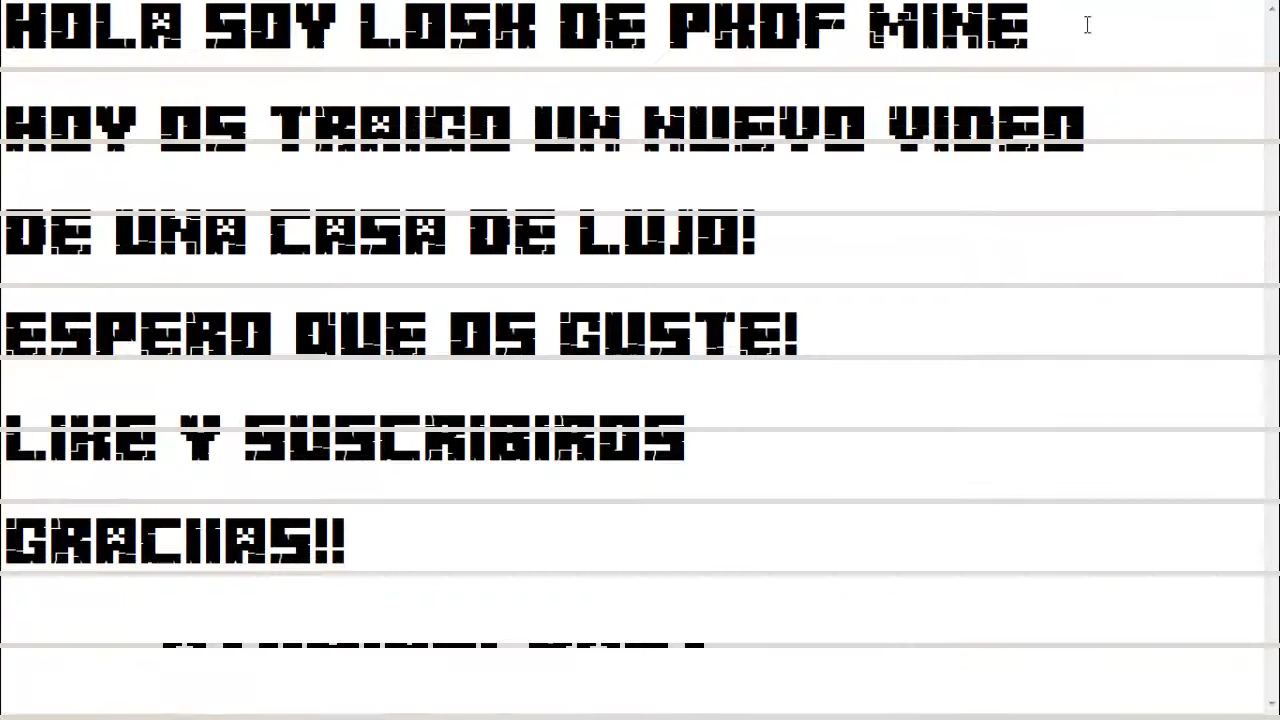 HOLA SOY LOSK DE PKDF MINE
HOY OS TRAIGO UN NUEVO VIDEO
DE UNA CASA DE LUJO!
ESPERO QUE OS GUSTE!
LIKE Y SUSCRIBIROS
GRACIIAS!!